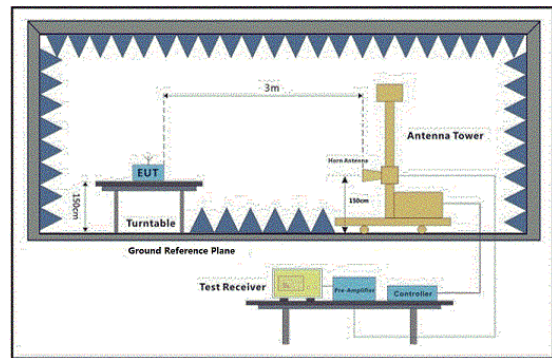 3m
Antenna Tower
Horn Antenna
EUT
150cm
150cm
Turntable
Ground Reference Plane
Test Receiver
Pre-Amplifier
Controller